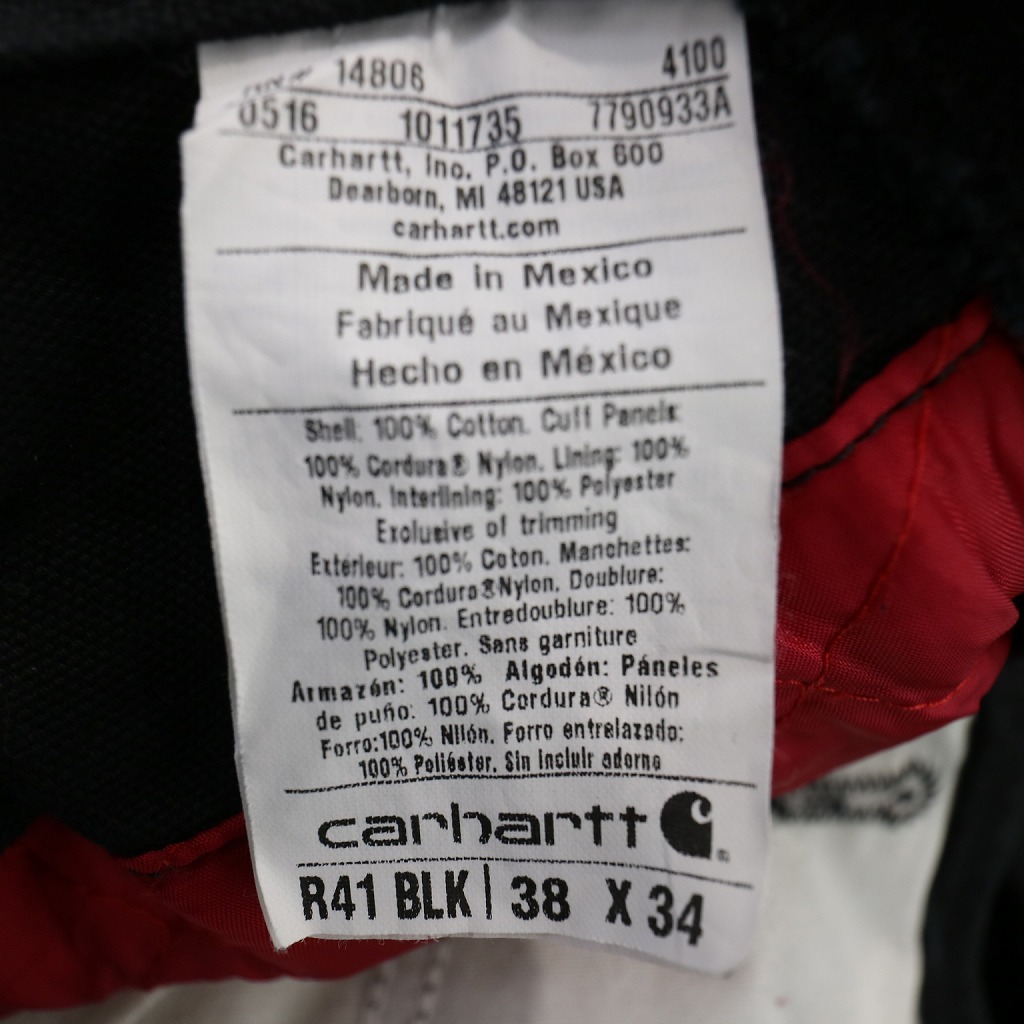 14806 4100
0516 1011735 7790933A
Carhartt, Inc. P.O. Box 600
Dearborn, MI 48121 USA
carhartt.com
Made in Mexico
Fabriqué au Mexique
Hecho en México
Shell: 100% Cotton. Cuff Panels:
100% Cordura® Nylon. Lining: 100%
Nylon. Interlining: 100% Polyester
Exclusive of trimming
Extérieur: 100% Coton. Manchettes:
100% Cordura®Nylon. Doublure:
100% Nylon. Entredoublure: 100%
Polyester. Sans garniture
Armazón: 100% Algodón: Páneles
de puño: 100% Cordura® Nilón
Forro:100% Nilón. Forro entrelazado:
100% Poliéster. Sin incluir adorno
carhartt ®
R41 BLK | 38 X 34